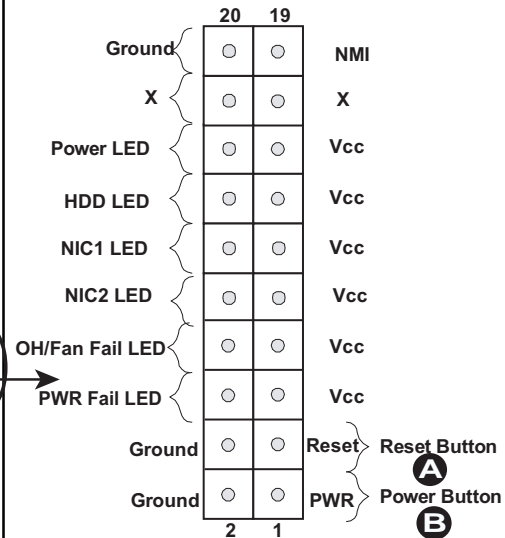 20 19
Ground NMI
X X
Power LED Vcc
HDD LED Vcc
NIC1 LED Vcc
NIC2 LED Vcc
OH/Fan Fail LED Vcc
PWR Fail LED Vcc
Ground Reset Reset Button
A
Ground PWR Power Button
B
2 1